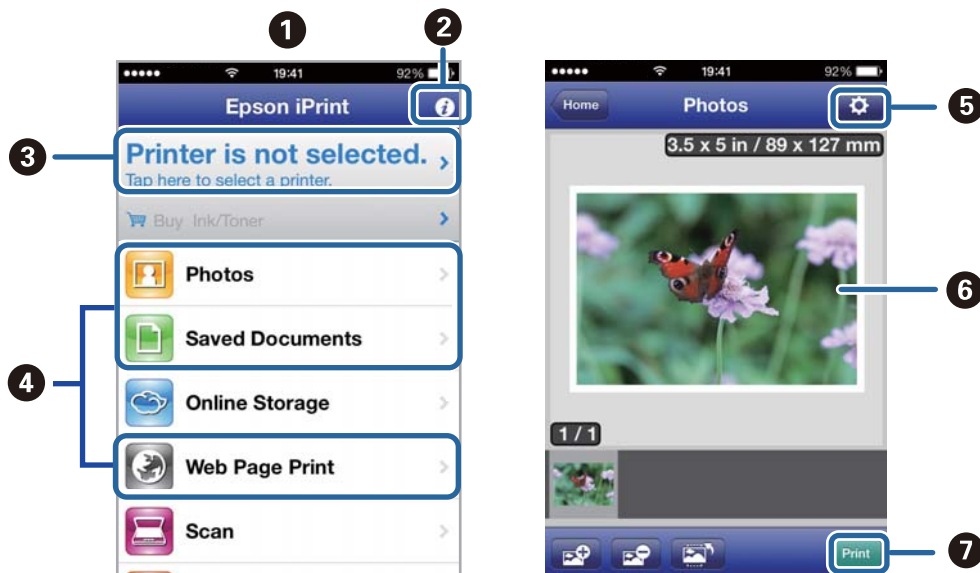 1
2
19:41
92%
Epson iPrint
i
3
Printer is not selected.
Tap here to select a printer.
Buy Ink/Toner
Photos
Saved Documents
4
Online Storage
Web Page Print
Scan
19:41
92%
Home
Photos
5
3.5 x 5 in / 89 x 127 mm
6
1/1
Print
7